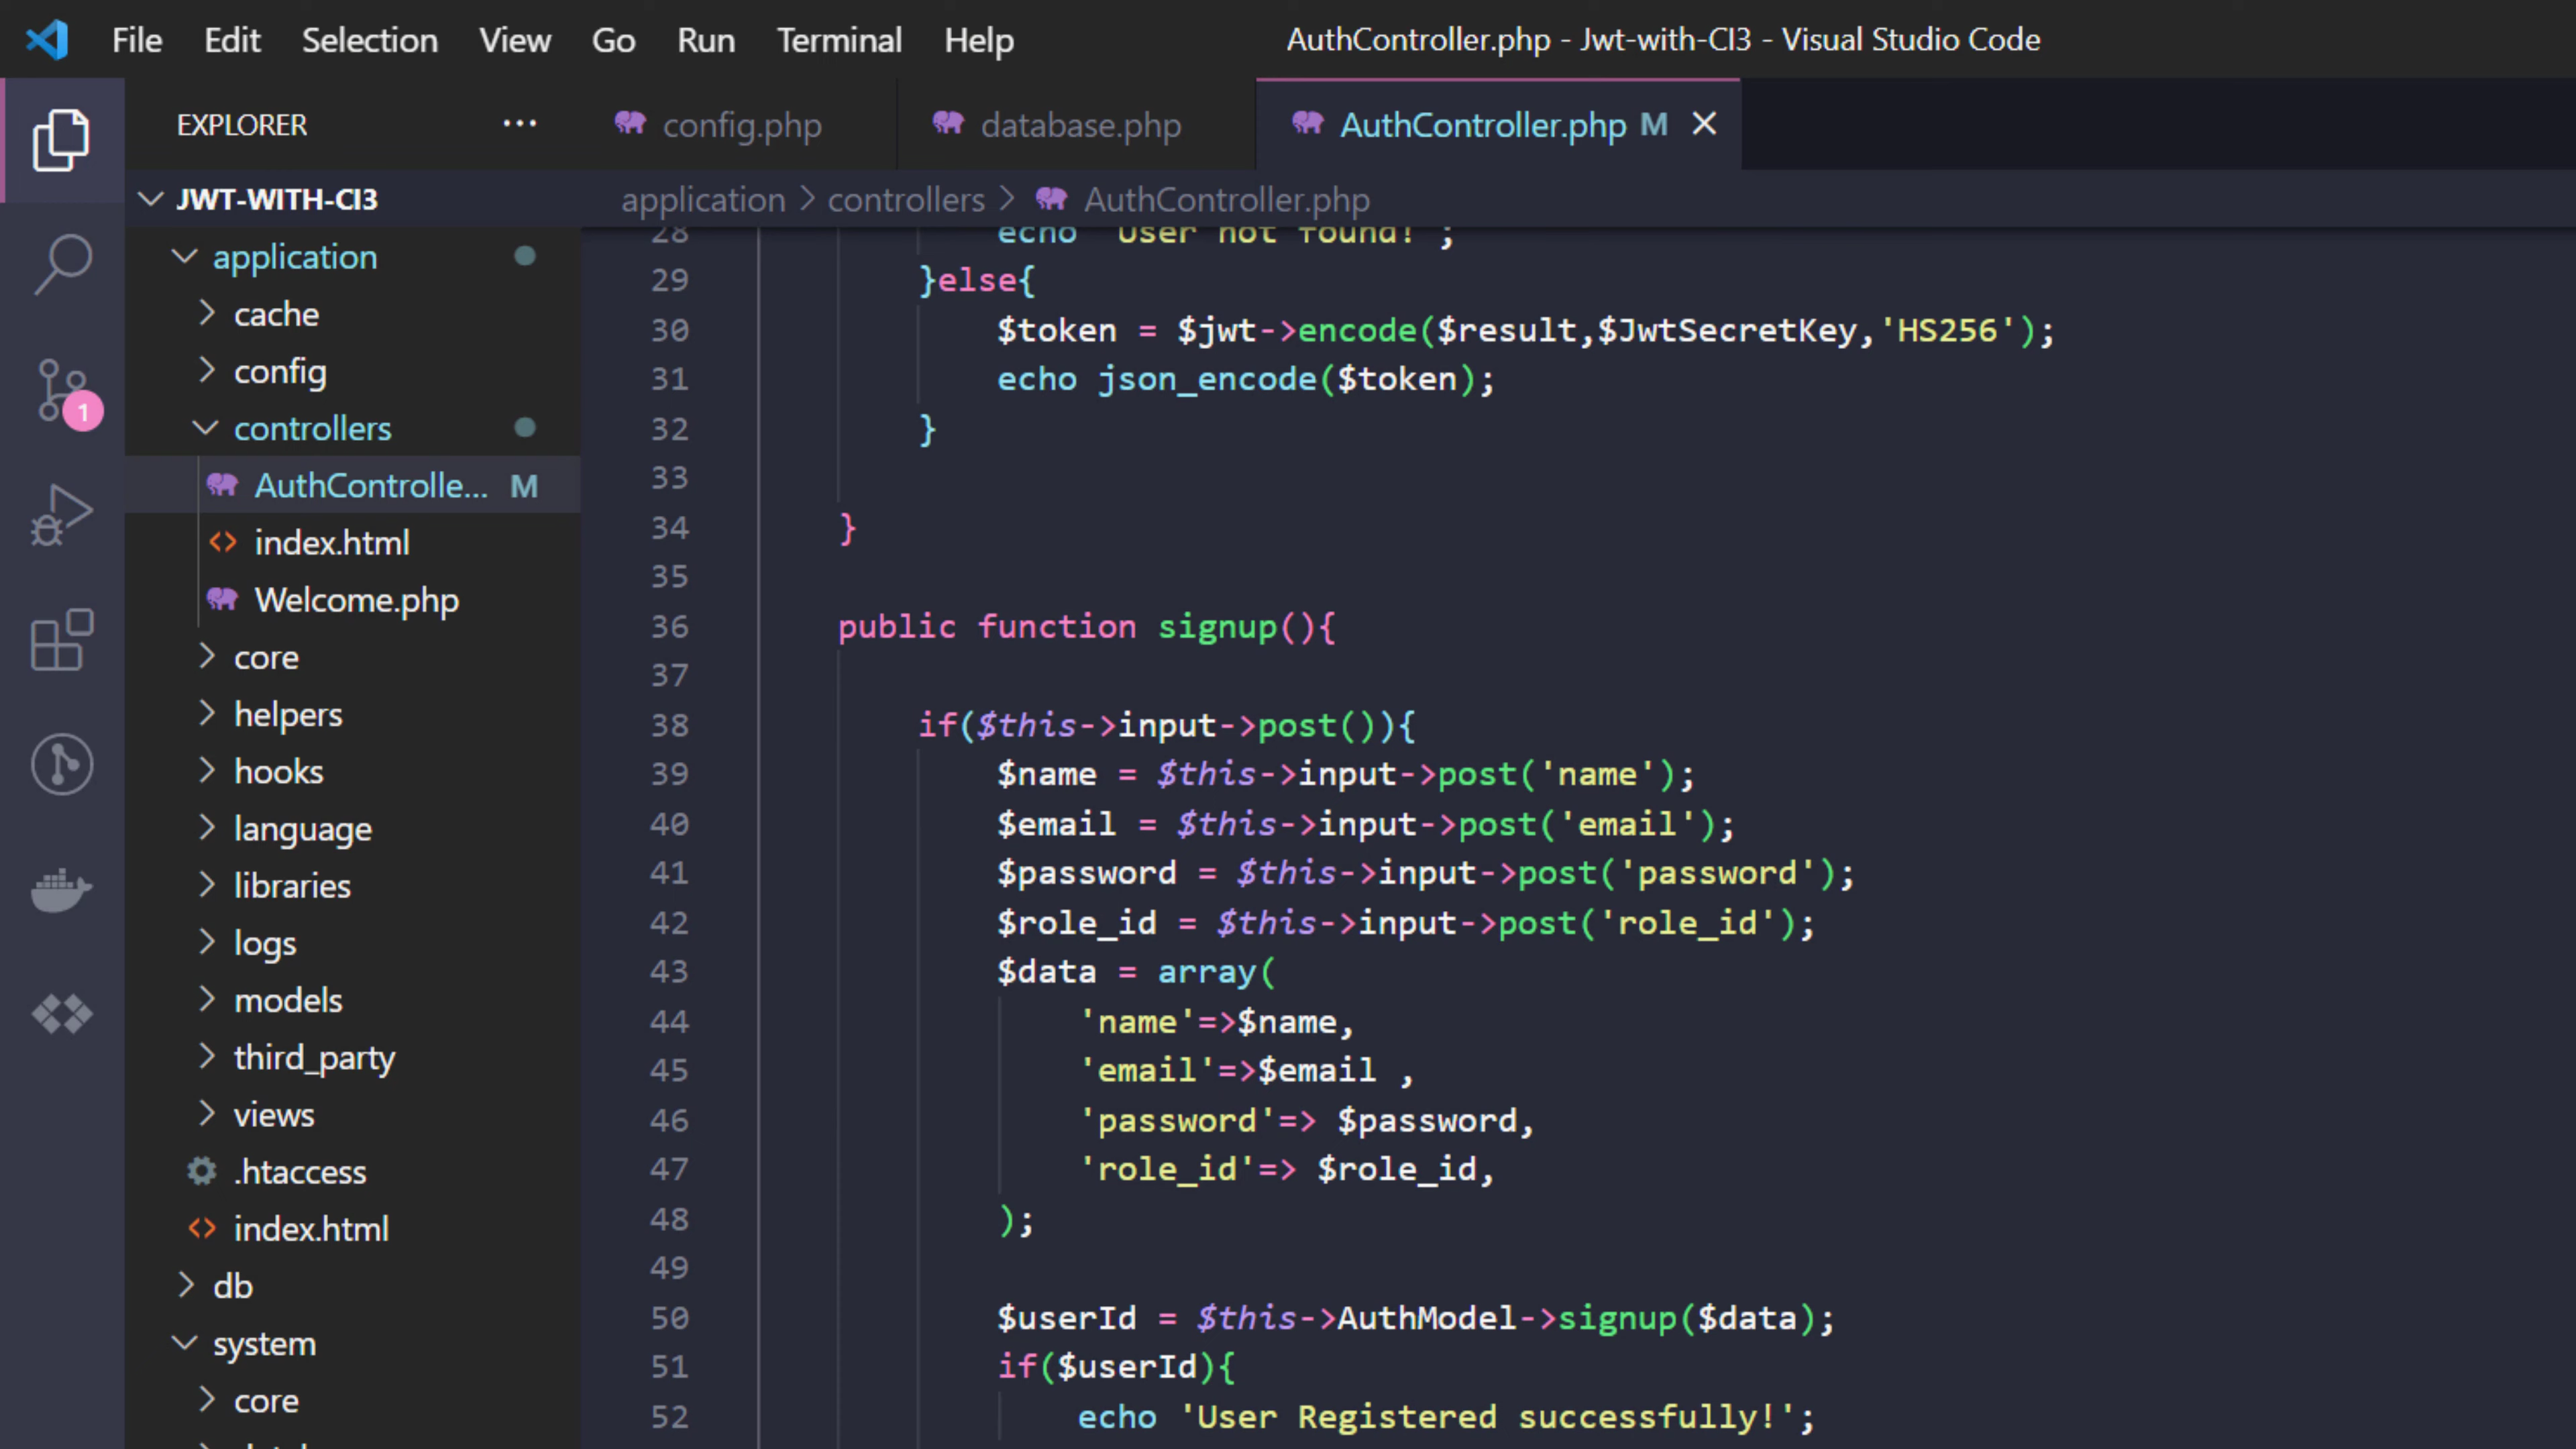 File Edit Selection View Go Run Terminal Help AuthController.php - Jwt-with-CI3 - Visual Studio Code
EXPLORER ···
config.php database.php AuthController.php M
JWT-WITH-CI3
application > controllers > AuthController.php
application
cache
config
1
controllers
AuthControlle... M
index.html
Welcome.php
core
helpers
hooks
language
libraries
logs
models
third_party
views
.htaccess
index.html
db
system
core
28 echo 'User not found!';
29 }else{
30 $token = $jwt->encode($result,$JwtSecretKey,'HS256');
31 echo json_encode($token);
32 }
33
34 }
35
36 public function signup(){
37
38 if($this->input->post()){
39 $name = $this->input->post('name');
40 $email = $this->input->post('email');
41 $password = $this->input->post('password');
42 $role_id = $this->input->post('role_id');
43 $data = array(
44 'name'=>$name,
45 'email'=>$email ,
46 'password'=> $password,
47 'role_id'=> $role_id,
48 );
49
50 $userId = $this->AuthModel->signup($data);
51 if($userId){
52 echo 'User Registered successfully!';